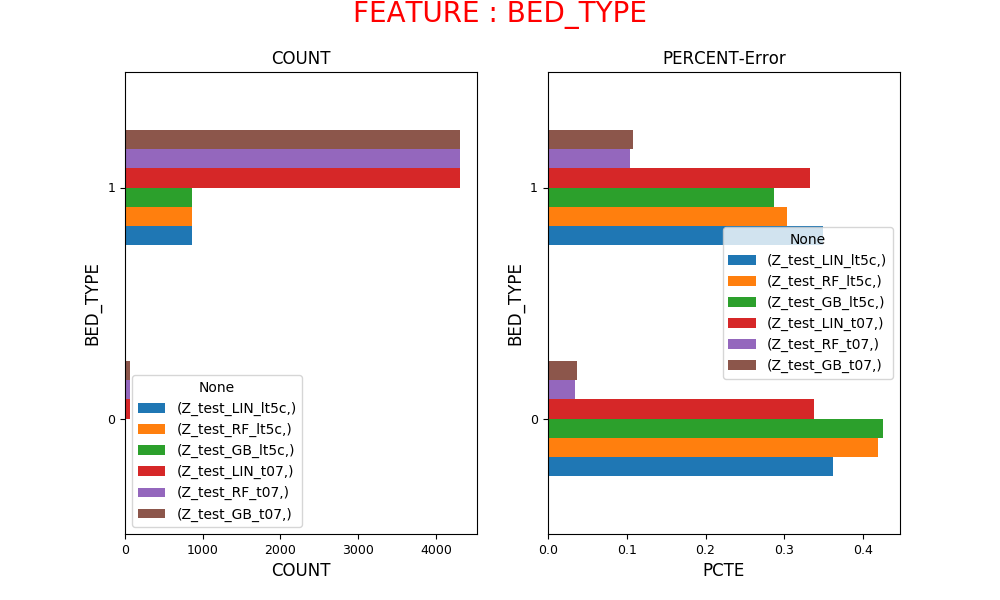 FEATURE : BED_TYPE
COUNT
1
0
BED_TYPE
None
(Z_test_LIN_lt5c,)
(Z_test_RF_lt5c,)
(Z_test_GB_lt5c,)
(Z_test_LIN_t07,)
(Z_test_RF_t07,)
(Z_test_GB_t07,)
0 1000 2000 3000 4000
COUNT
PERCENT-Error
1
0
BED_TYPE
None
(Z_test_LIN_lt5c,)
(Z_test_RF_lt5c,)
(Z_test_GB_lt5c,)
(Z_test_LIN_t07,)
(Z_test_RF_t07,)
(Z_test_GB_t07,)
0.0 0.1 0.2 0.3 0.4
PCTE